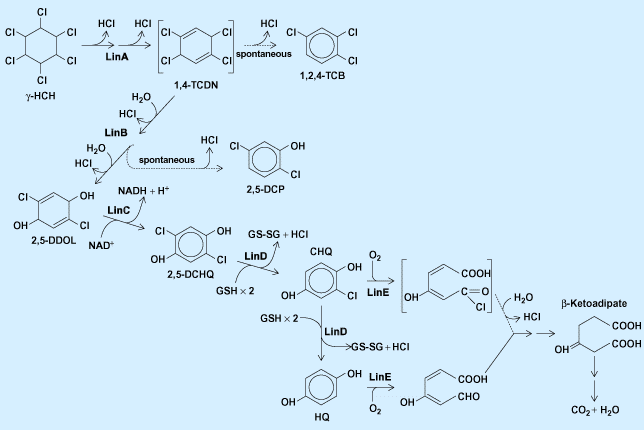 Cl
Cl
Cl
Cl
Cl
Cl
γ-HCH
HCl
HCl
LinA
Cl
Cl
Cl
Cl
1,4-TCDN
HCl
spontaneous
Cl
Cl
Cl
1,2,4-TCB
H2O
HCl
LinB
H2O
HCl
spontaneous
HCl
Cl
OH
Cl
2,5-DCP
Cl
OH
OH
Cl
2,5-DDOL
NADH + H+
LinC
NAD+
Cl
OH
OH
Cl
2,5-DCHQ
GS-SG + HCl
LinD
GSH × 2
CHQ
OH
OH
Cl
O2
LinE
COOH
C=O
OH
Cl
H2O
HCl
β-Ketoadipate
COOH
COOH
OH
GSH × 2
LinD
GS-SG + HCl
OH
OH
HQ
LinE
O2
COOH
CHO
OH
CO2 + H2O